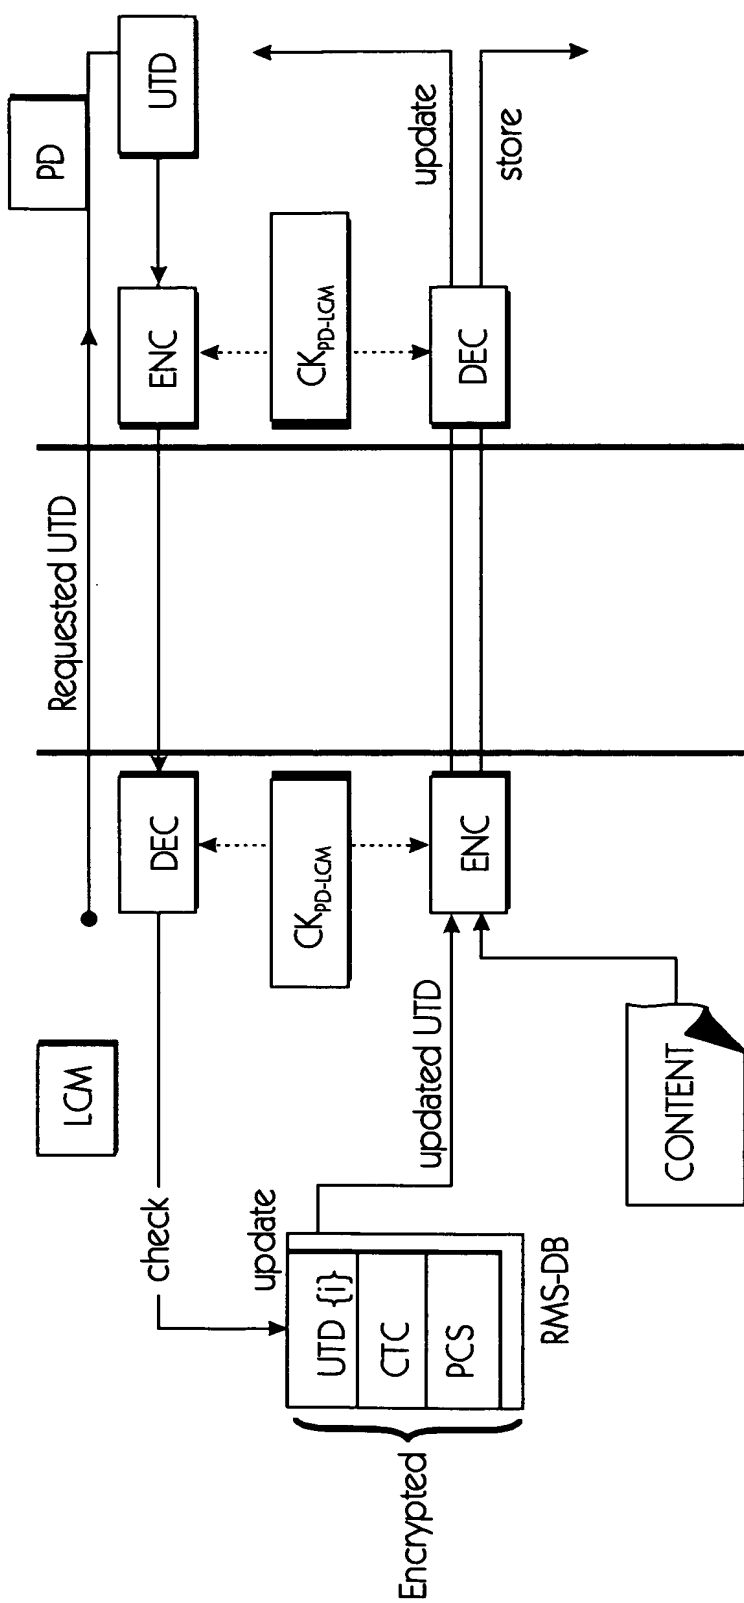 PD
UTD
Requested UTD
LCM
ENC
DEC
check
CK_PD-LCM
CK_PD-LCM
update
UTD {i}
CTC
PCS
RMS-DB
Encrypted
updated UTD
ENC
DEC
update
store
CONTENT